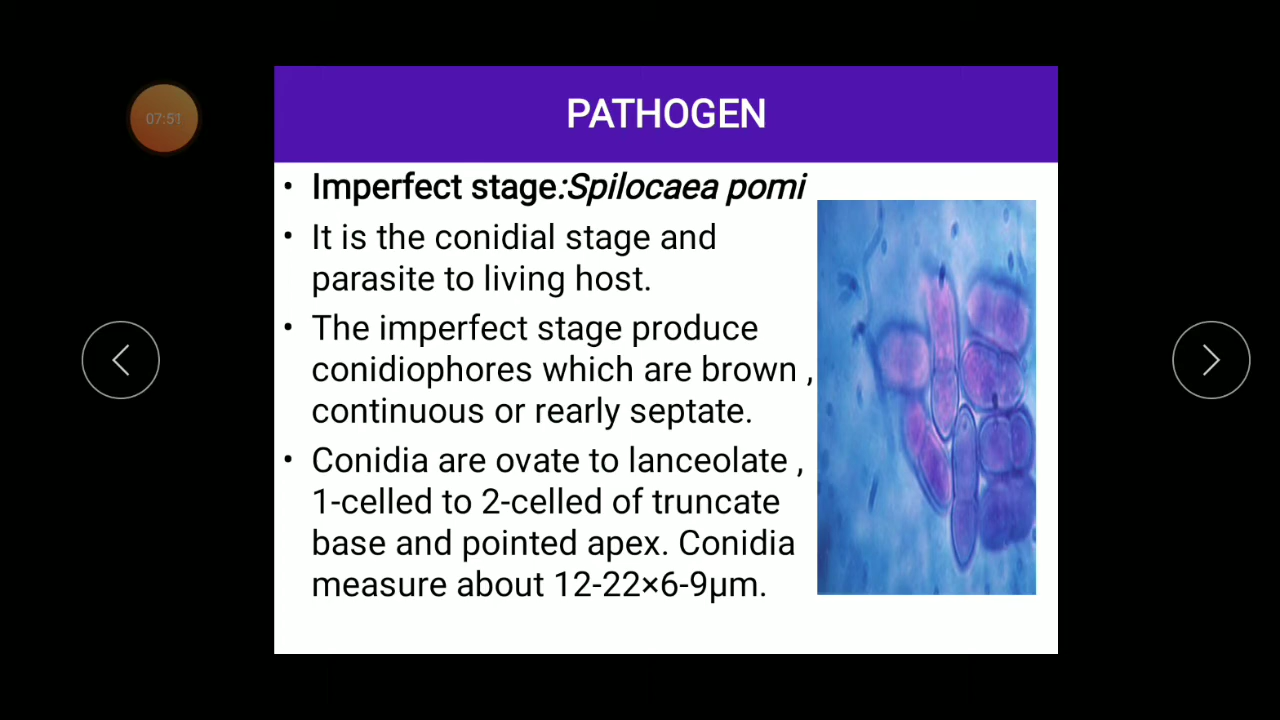 07:51
PATHOGEN
• Imperfect stage:Spilocaea pomi
• It is the conidial stage and
parasite to living host.
• The imperfect stage produce
conidiophores which are brown ,
continuous or rearly septate.
• Conidia are ovate to lanceolate ,
1-celled to 2-celled of truncate
base and pointed apex. Conidia
measure about 12-22×6-9µm.